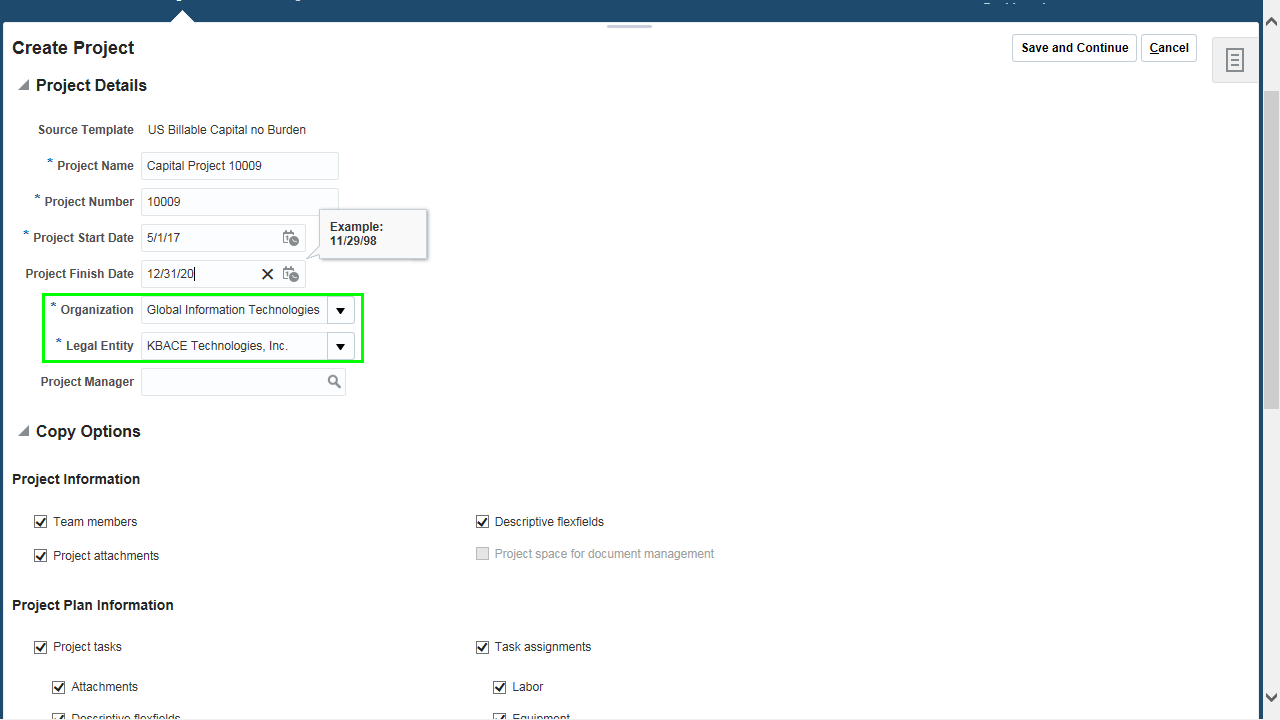 Create Project
Save and Continue
Cancel
Project Details
Source Template US Billable Capital no Burden
* Project Name Capital Project 10009
* Project Number 10009
Example:
11/29/98
* Project Start Date 5/1/17
Project Finish Date 12/31/20
* Organization Global Information Technologies
* Legal Entity KBACE Technologies, Inc.
Project Manager
Copy Options
Project Information
Team members
Descriptive flexfields
Project attachments
Project space for document management
Project Plan Information
Project tasks
Task assignments
Attachments
Labor
Descriptive flexfields
Equipment